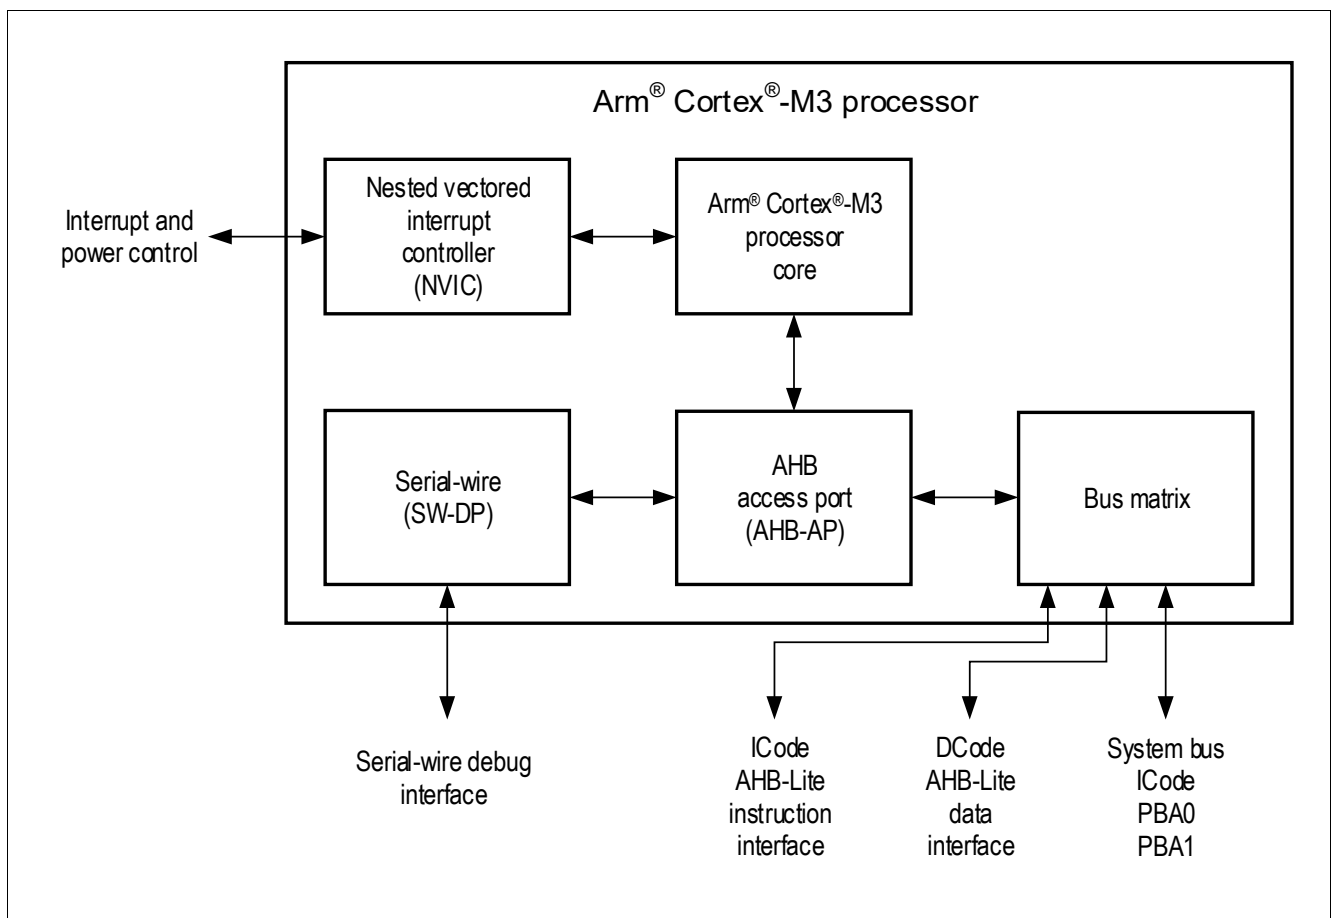 Arm® Cortex®-M3 processor
Nested vectored
interrupt
controller
(NVIC)
Arm® Cortex®-M3
processor
core
Interrupt and
power control
Serial-wire
(SW-DP)
AHB
access port
(AHB-AP)
Bus matrix
Serial-wire debug
interface
ICode
AHB-Lite
instruction
interface
DCode
AHB-Lite
data
interface
System bus
ICode
PBA0
PBA1